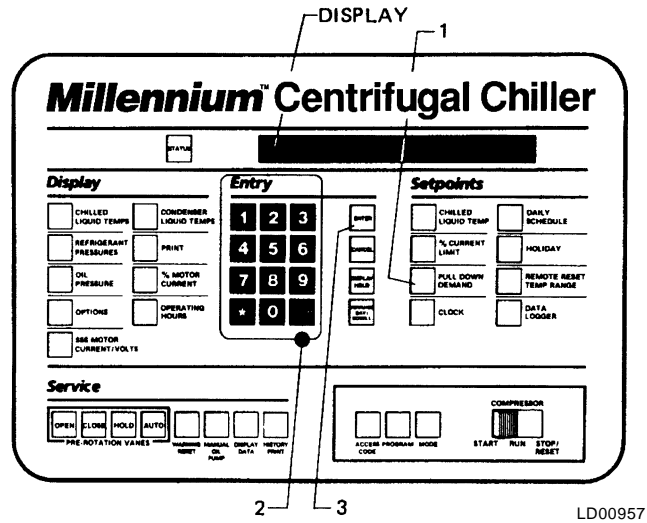 DISPLAY
1
Millennium™ Centrifugal Chiller
STATUS
Display
CHILLED LIQUID TEMPS
CONDENSER LIQUID TEMPS
REFRIGERANT PRESSURES
PRINT
OIL PRESSURE
% MOTOR CURRENT
OPTIONS
OPERATING HOURS
SSS MOTOR CURRENT/VOLTS
Entry
1 2 3
4 5 6
7 8 9
* 0
ENTER
CANCEL
DISPLAY HOLD
ADVANCE DAY/ SCROLL
Setpoints
CHILLED LIQUID TEMP
DAILY SCHEDULE
% CURRENT LIMIT
HOLIDAY
PULL DOWN DEMAND
REMOTE RESET TEMP RANGE
CLOCK
DATA LOGGER
Service
OPEN CLOSE HOLD AUTO
PRE-ROTATION VANES
WARNING RESET
MANUAL OIL PUMP
DISPLAY DATA
HISTORY PRINT
ACCESS CODE
PROGRAM
MODE
COMPRESSOR
START RUN STOP/ RESET
2
3
LD00957